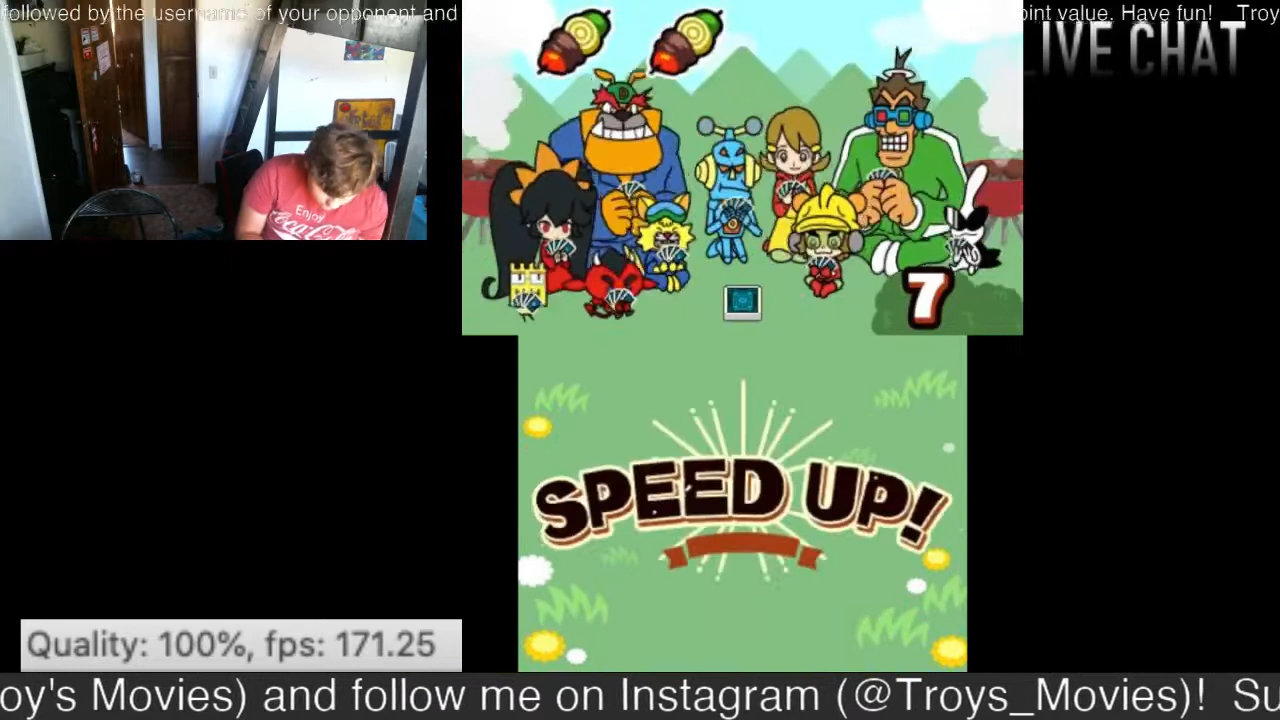 followed by the username of your opponent and
oint value. Have fun! Troy
LIVE CHAT
Enjoy
Coca-Cola
7
SPEED UP!
Quality: 100%, fps: 171.25
oy's Movies) and follow me on Instagram (@Troys_Movies)! Su